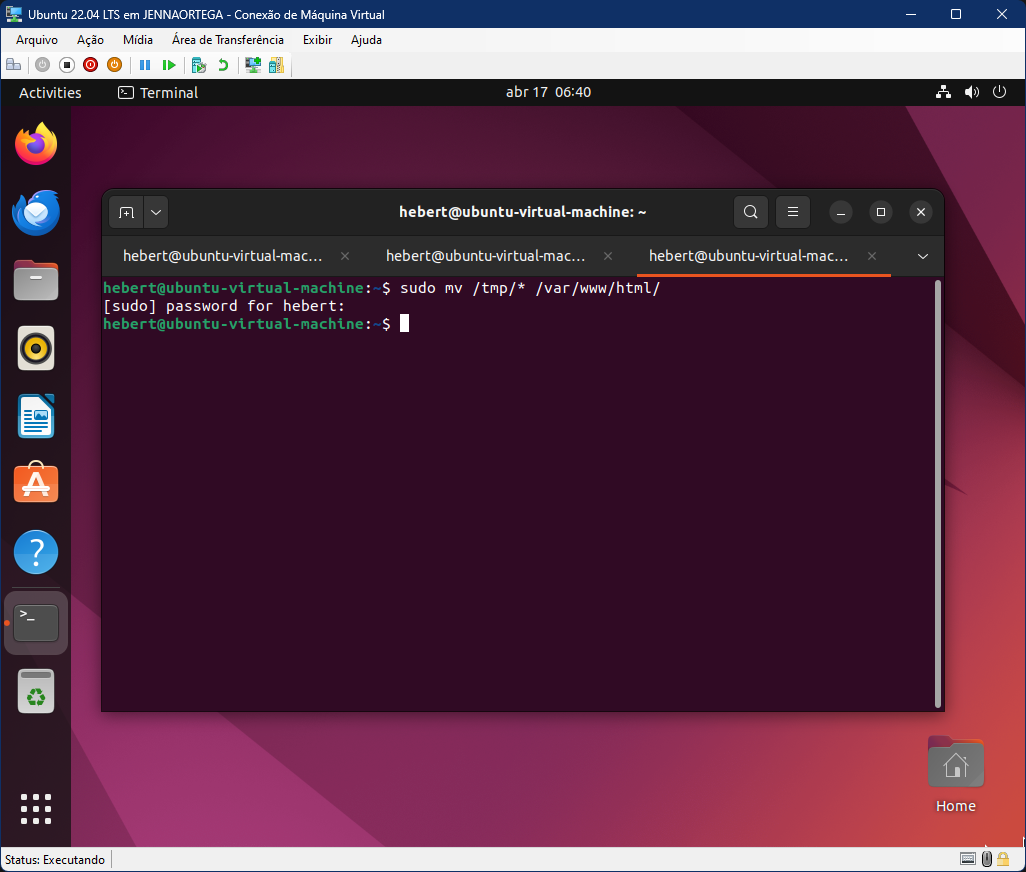 Ubuntu 22.04 LTS em JENNAORTEGA - Conexão de Máquina Virtual
Arquivo Ação Mídia Área de Transferência Exibir Ajuda
Activities Terminal abr 17 06:40
hebert@ubuntu-virtual-machine: ~
hebert@ubuntu-virtual-mac... hebert@ubuntu-virtual-mac... hebert@ubuntu-virtual-mac...
hebert@ubuntu-virtual-machine:~$ sudo mv /tmp/* /var/www/html/
[sudo] password for hebert:
hebert@ubuntu-virtual-machine:~$
Home
Status: Executando